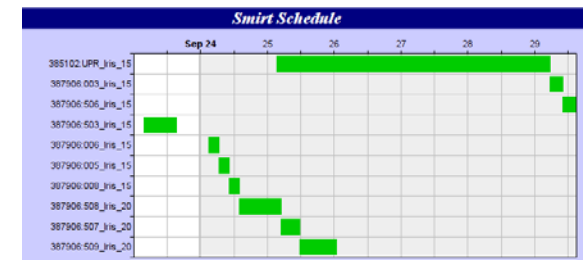 Smirt Schedule
Sep 24 25 26 27 28 29
385102:UPR_Iris_15
387906:003_Iris_15
387906:506_Iris_15
387906:503_Iris_15
387906:006_Iris_15
387906:005_Iris_15
387906:008_Iris_15
387906:508_Iris_20
387906:507_Iris_20
387906:509_Iris_20